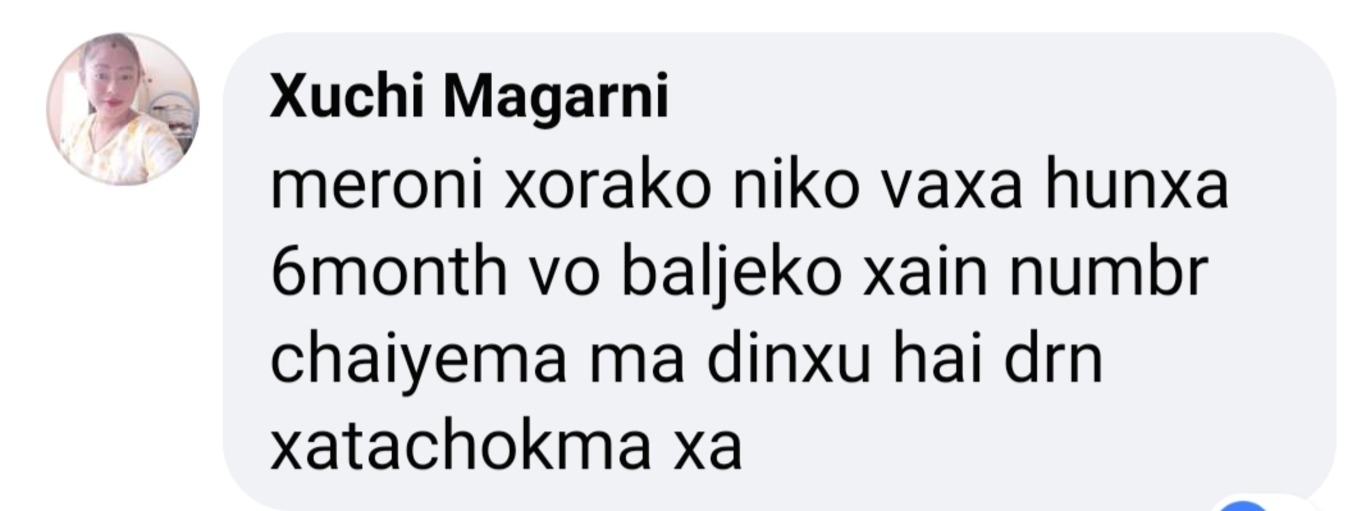 Xuchi Magarni
meroni xorako niko vaxa hunxa
6month vo baljeko xain numbr
chaiyema ma dinxu hai drn
xatachokma xa